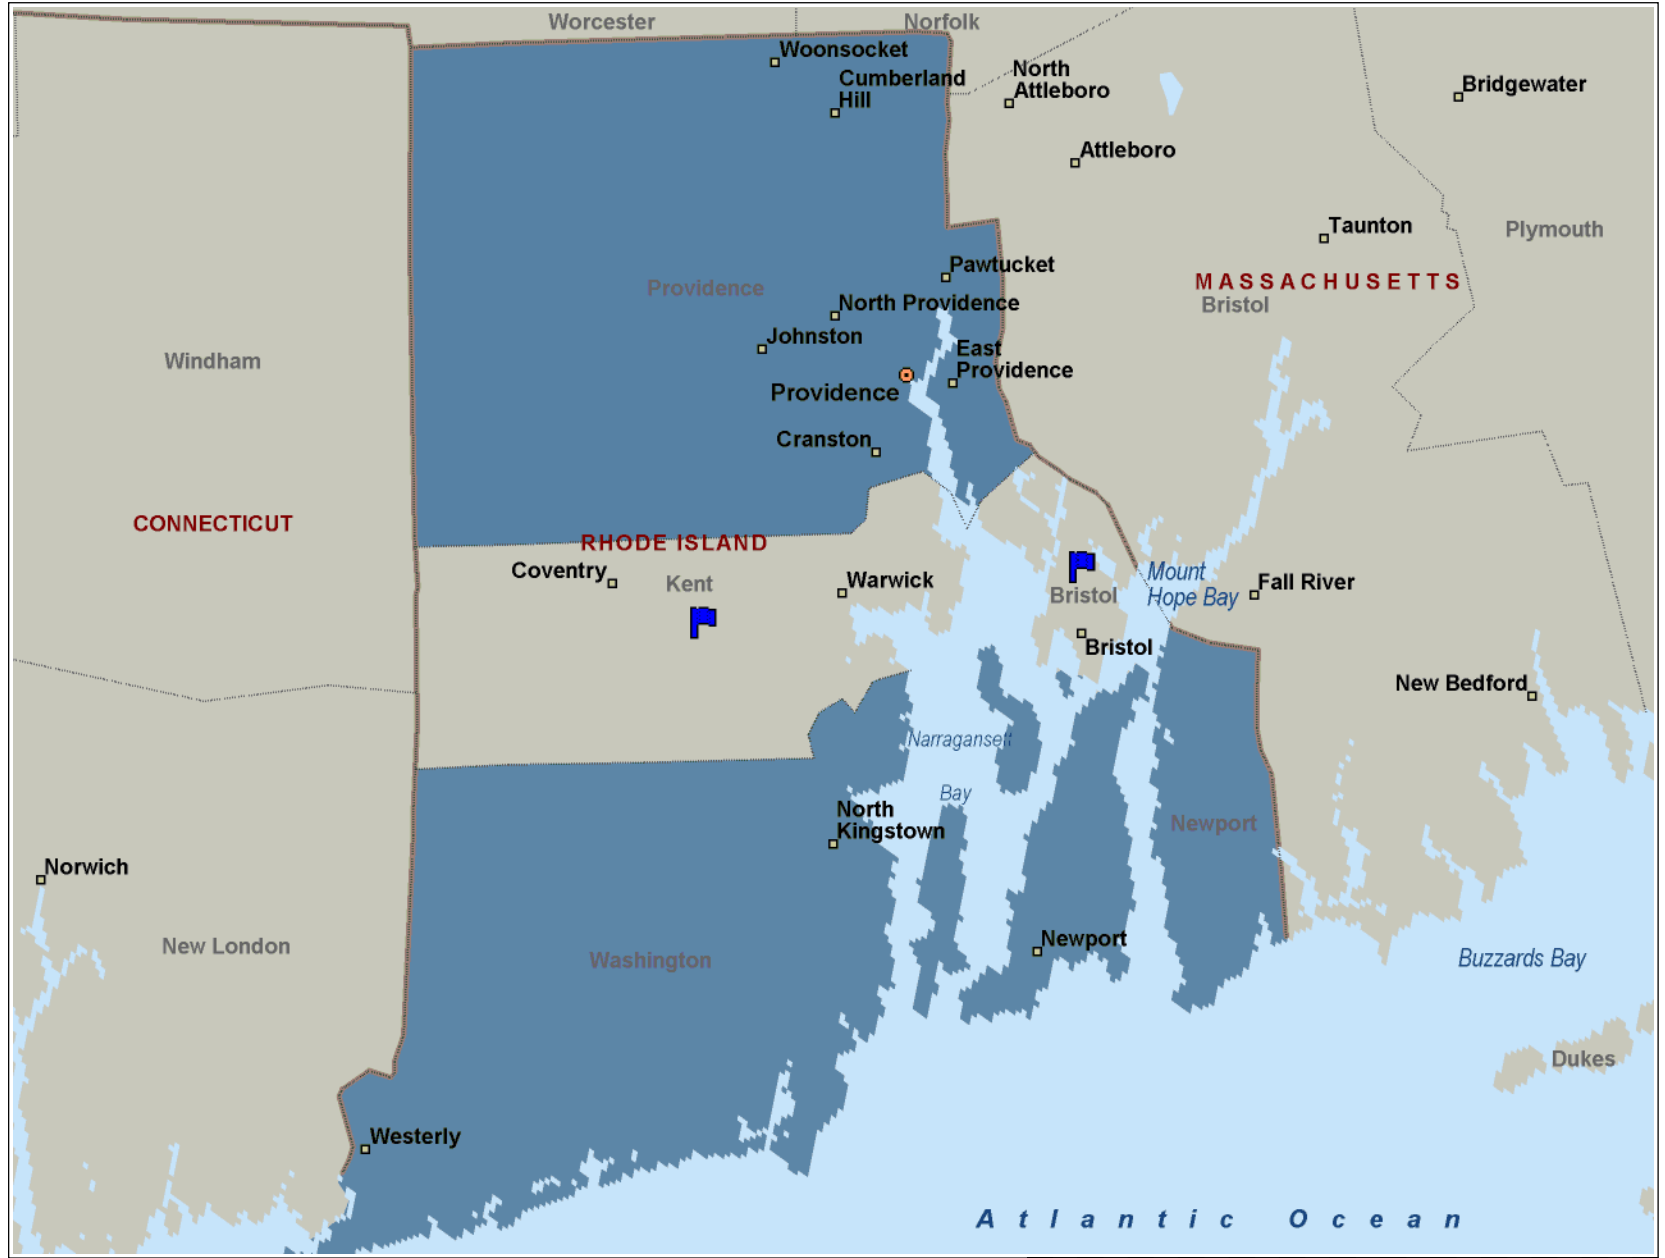 Worcester
Norfolk
Woonsocket
Cumberland
Hill
North
Attleboro
Bridgewater
Attleboro
Taunton
Plymouth
Pawtucket
MASSACHUSETTS
Providence
North Providence
Bristol
Johnston
East
Providence
Windham
Providence
Cranston
CONNECTICUT
RHODE ISLAND
Coventry
Kent
Warwick
Mount
Hope Bay
Fall River
Bristol
Bristol
New Bedford
Narragansett
Bay
North
Kingstown
Newport
Norwich
New London
Washington
Newport
Buzzards Bay
Dukes
Westerly
Atlantic Ocean